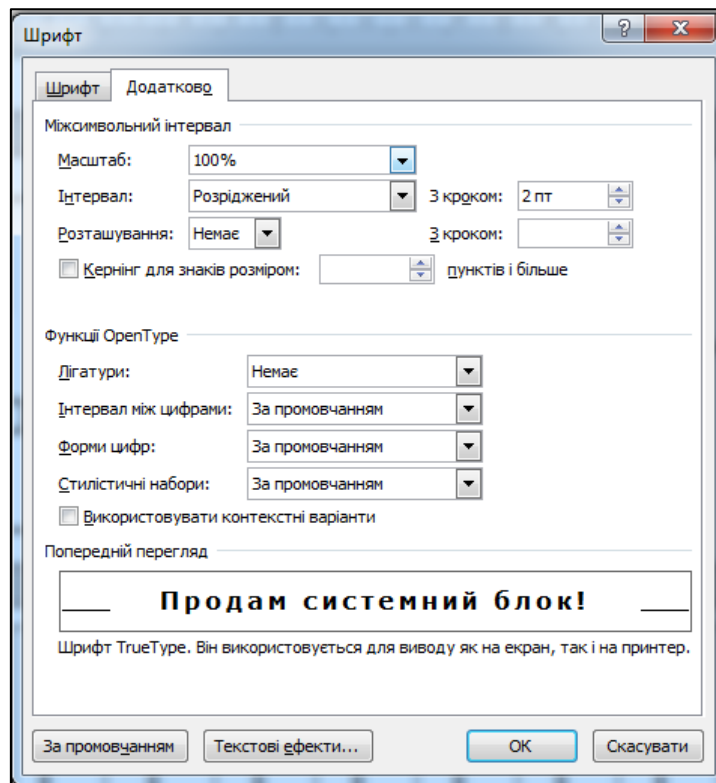 Шрифт
Шрифт Додатково
Міжсимвольний інтервал
Масштаб: 100%
Інтервал: Розріджений З кроком: 2 пт
Розташування: Немає З кроком:
Кернінг для знаків розміром: пунктів і більше
Функції OpenType
Лігатури: Немає
Інтервал між цифрами: За промовчанням
Форми цифр: За промовчанням
Стилістичні набори: За промовчанням
Використовувати контекстні варіанти
Попередній перегляд
Продам системний блок!
Шрифт TrueType. Він використовується для виводу як на екран, так і на принтер.
За промовчанням Текстові ефекти... ОК Скасувати